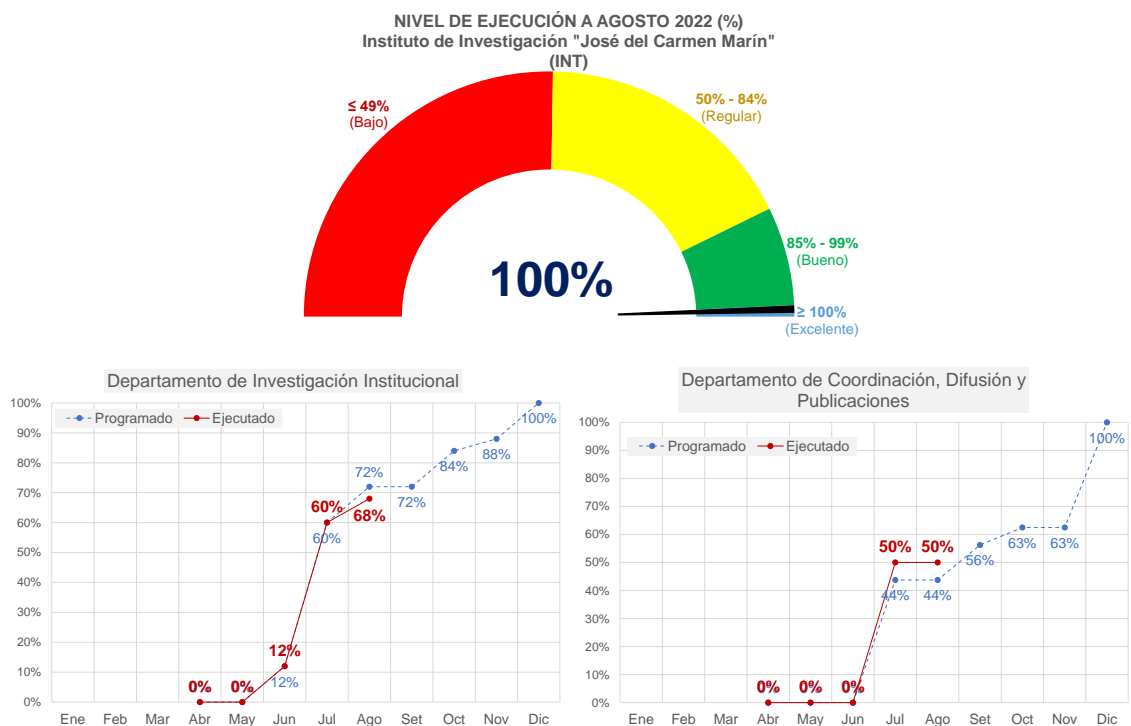 NIVEL DE EJECUCIÓN A AGOSTO 2022 (%)
Instituto de Investigación "José del Carmen Marín"
(INT)
≤ 49%
(Bajo)
50% - 84%
(Regular)
85% - 99%
(Bueno)
≥ 100%
(Excelente)
100%
Departamento de Investigación Institucional
Programado
Ejecutado
100%
90%
80%
70%
60%
50%
40%
30%
20%
10%
0%
0%
0%
12%
12%
60%
60%
72%
68%
72%
84%
88%
100%
Ene Feb Mar Abr May Jun Jul Ago Set Oct Nov Dic
Departamento de Coordinación, Difusión y
Publicaciones
Programado
Ejecutado
100%
90%
80%
70%
60%
50%
40%
30%
20%
10%
0%
0%
0%
0%
50%
50%
44%
44%
56%
63%
63%
100%
Ene Feb Mar Abr May Jun Jul Ago Set Oct Nov Dic